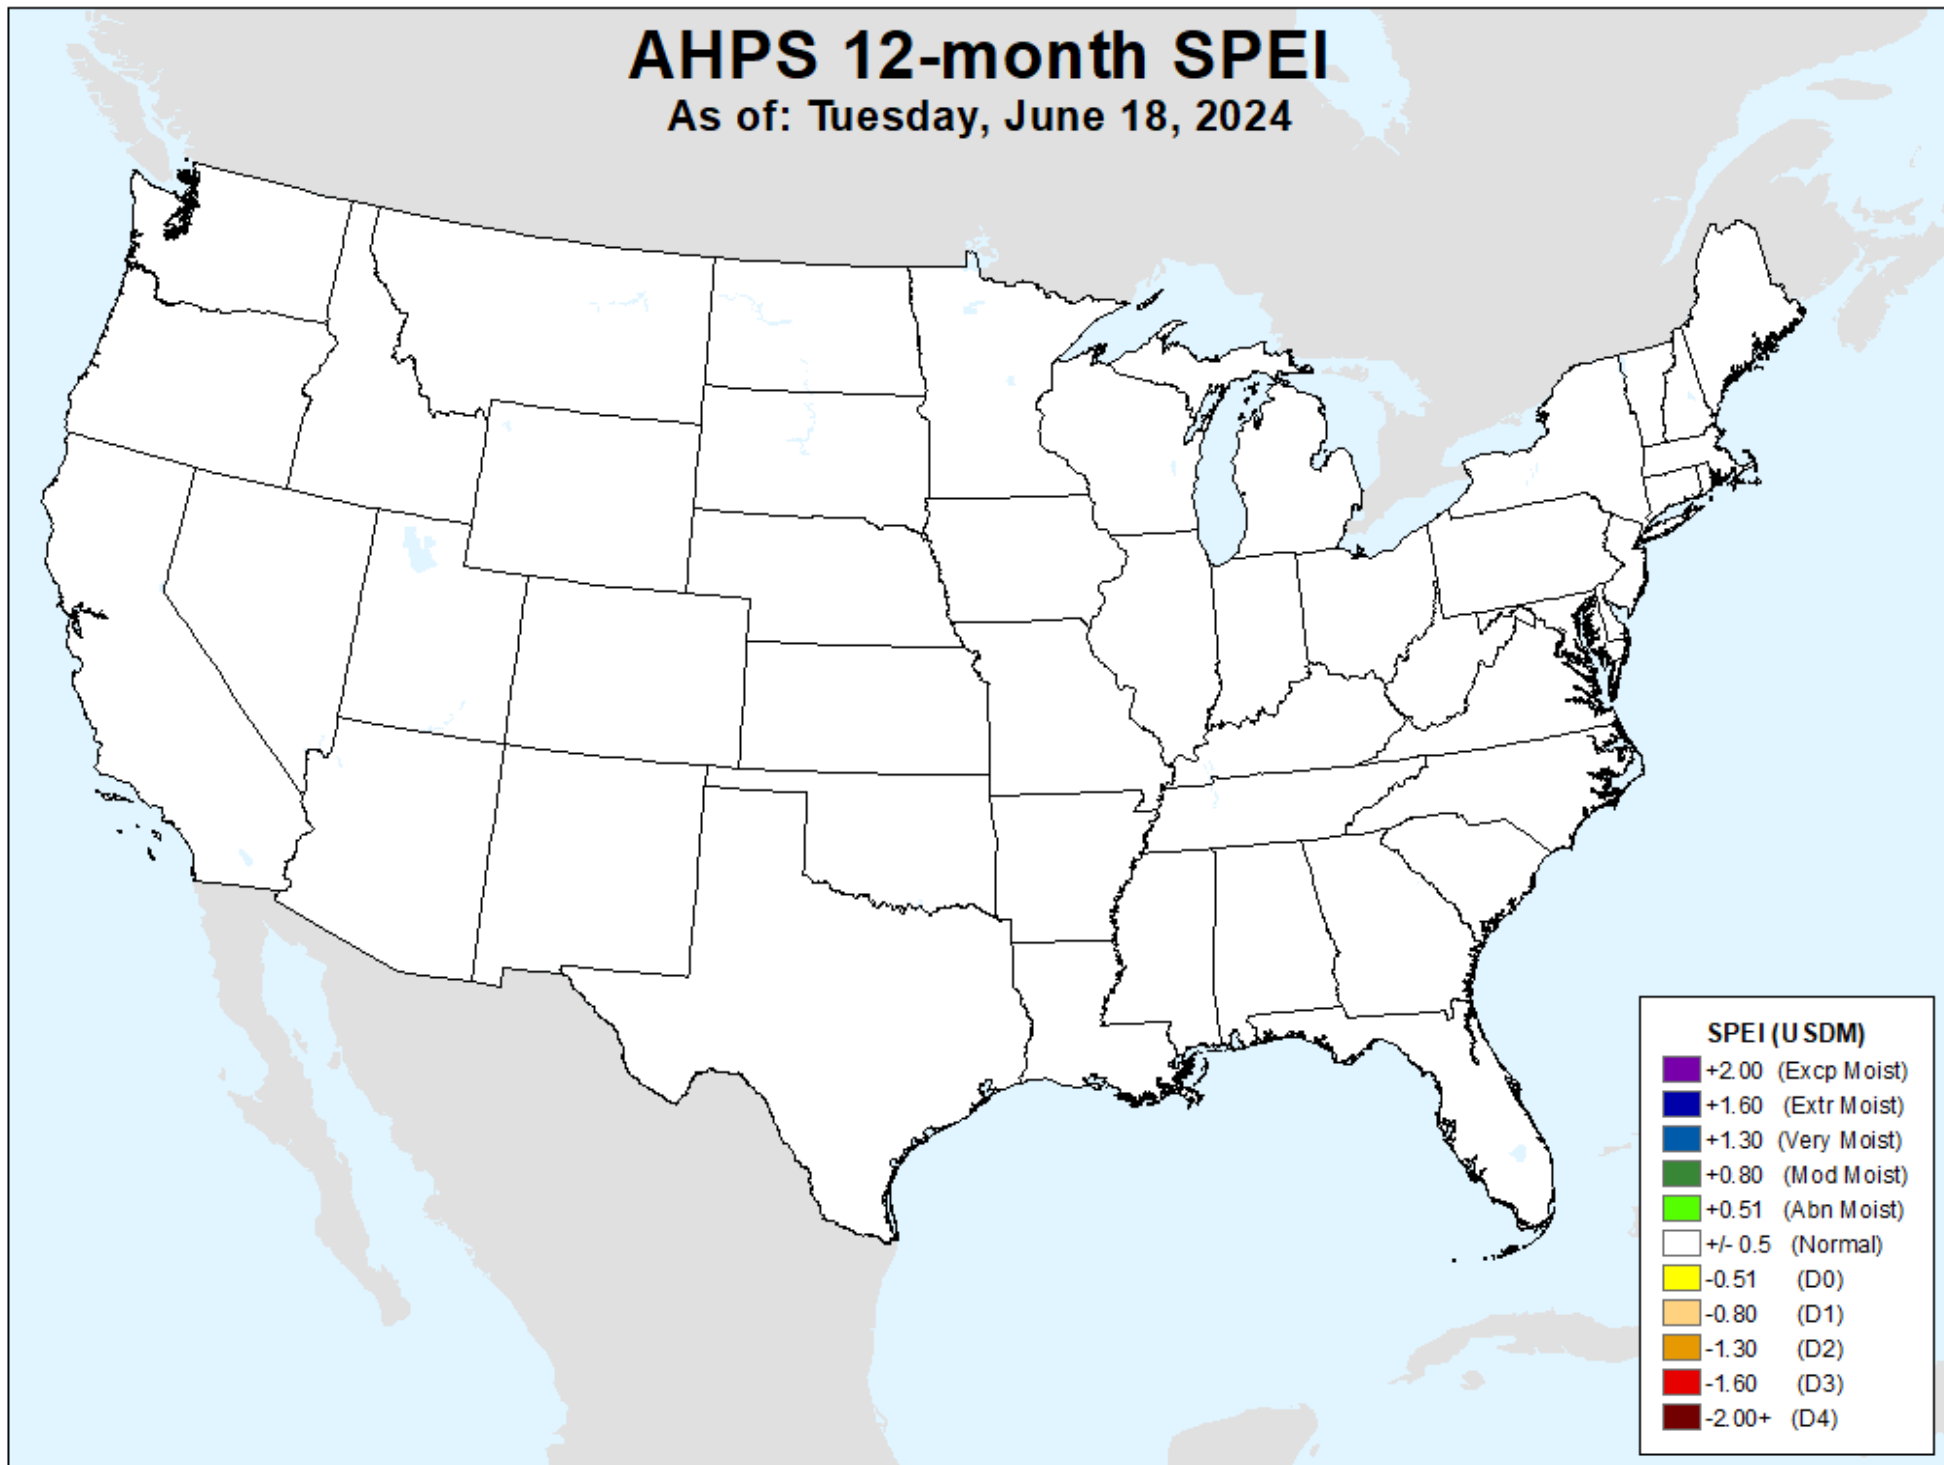 AHPS 12-month SPEI
As of: Tuesday, June 18, 2024
SPEI (USDM)
+2.00 (Excp Moist)
+1.60 (Extr Moist)
+1.30 (Very Moist)
+0.80 (Mod Moist)
+0.51 (Abn Moist)
+/- 0.5 (Normal)
-0.51 (D0)
-0.80 (D1)
-1.30 (D2)
-1.60 (D3)
-2.00+ (D4)